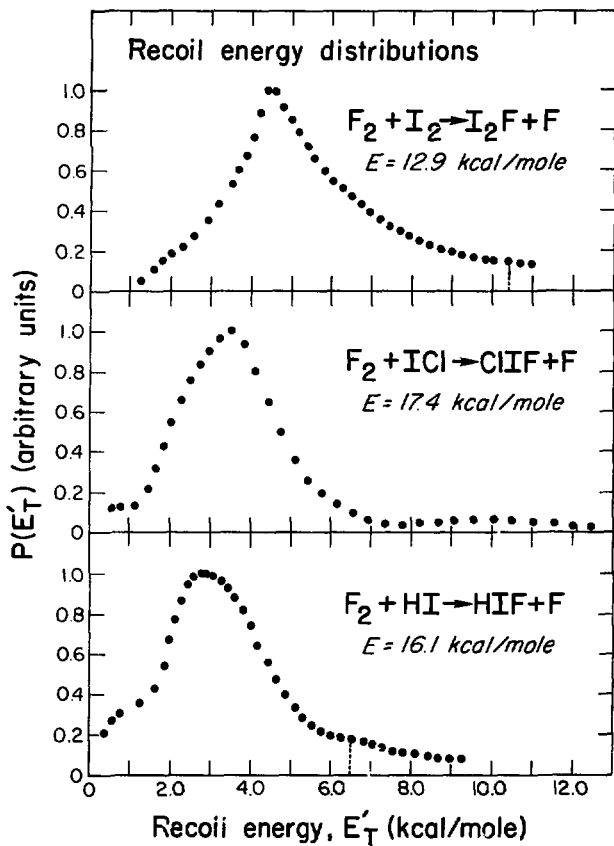 Recoil energy distributions
F₂ + I₂ → I₂F + F
E = 12.9 kcal/mole
1.0
0.8
0.6
0.4
0.2
0
F₂ + ICl → ClIF + F
E = 17.4 kcal/mole
1.0
0.8
0.6
0.4
0.2
0
F₂ + HI → HIF + F
E = 16.1 kcal/mole
1.0
0.8
0.6
0.4
0.2
0
P(E'T) (arbitrary units)
0 2.0 4.0 6.0 8.0 10.0 12.0
Recoil energy, E'T (kcal/mole)